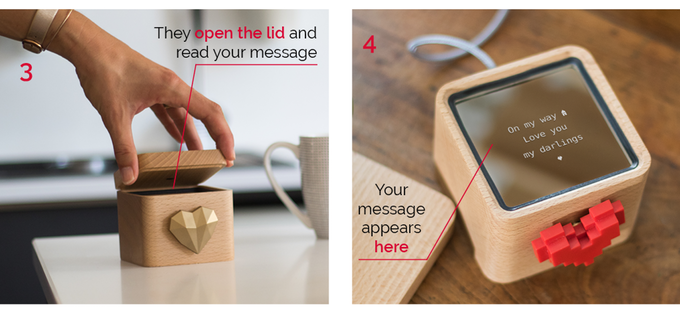 3
They open the lid and
read your message
4
On my way
Love you
my darlings
Your
message
appears
here